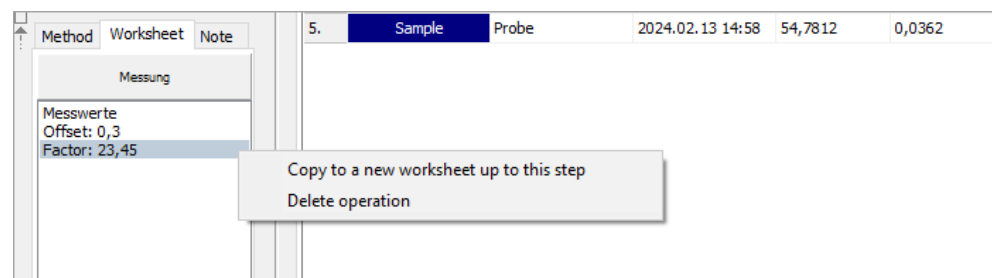 Method Worksheet Note
Messung
Messwerte
Offset: 0,3
Factor: 23,45
Copy to a new worksheet up to this step
Delete operation
5. Sample Probe 2024.02.13 14:58 54,7812 0,0362